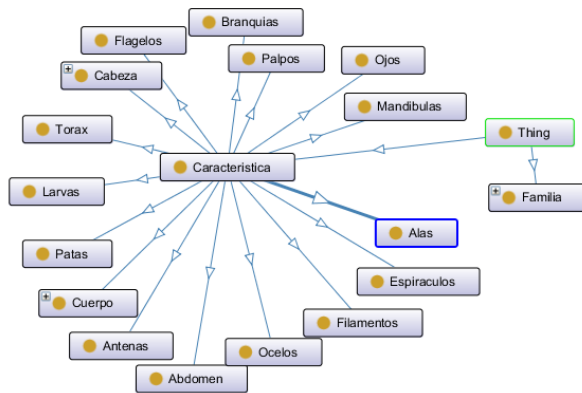 Branquias
Flagelos
Palpos
Ojos
Cabeza
Mandibulas
Torax
Thing
Caracteristica
Larvas
Familia
Alas
Patas
Espiraculos
Cuerpo
Filamentos
Antenas
Ocelos
Abdomen